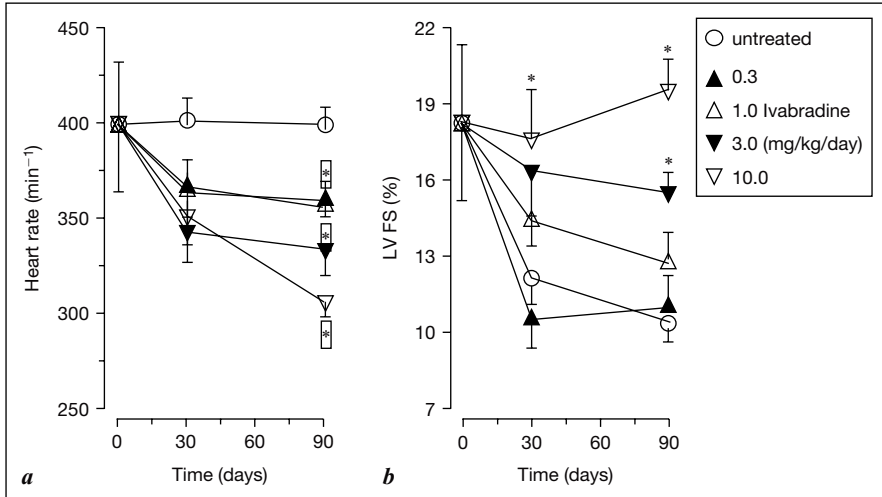 450
400
350
300
250
Heart rate (min⁻¹)
*
*
*
0 30 60 90
Time (days)
a
22
18
16
13
10
7
LV FS (%)
*
*
*
0 30 60 90
Time (days)
b
untreated
0.3
1.0 Ivabradine
3.0 (mg/kg/day)
10.0